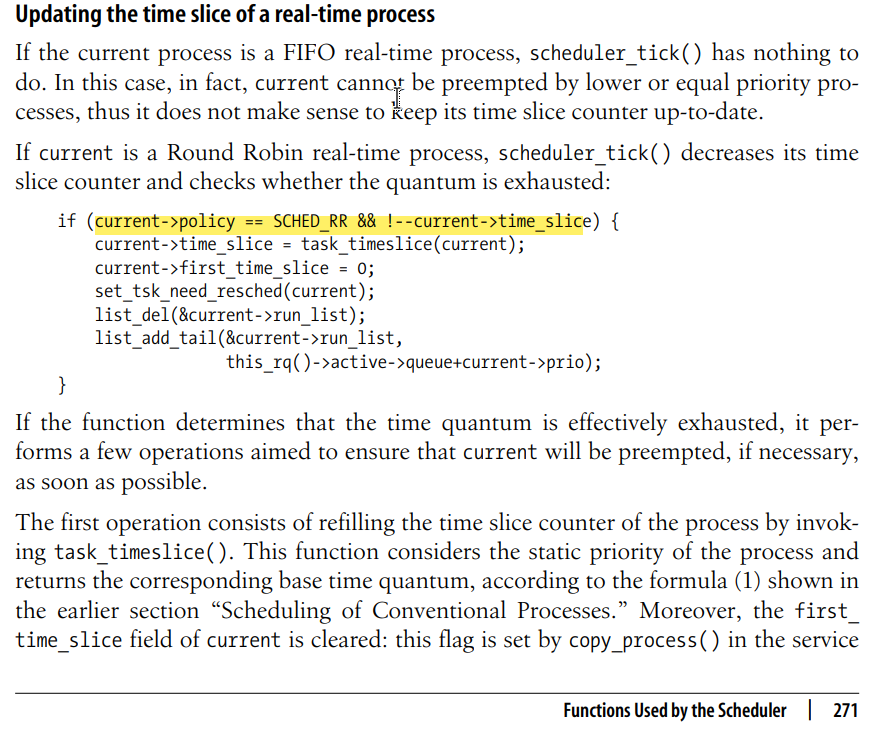 Updating the time slice of a real-time process
If the current process is a FIFO real-time process, scheduler_tick() has nothing to
do. In this case, in fact, current cannot be preempted by lower or equal priority pro-
cesses, thus it does not make sense to keep its time slice counter up-to-date.
If current is a Round Robin real-time process, scheduler_tick() decreases its time
slice counter and checks whether the quantum is exhausted:
if (current->policy == SCHED_RR && !--current->time_slice) {
current->time_slice = task_timeslice(current);
current->first_time_slice = 0;
set_tsk_need_resched(current);
list_del(&current->run_list);
list_add_tail(&current->run_list,
this_rq()->active->queue+current->prio);
}
If the function determines that the time quantum is effectively exhausted, it per-
forms a few operations aimed to ensure that current will be preempted, if necessary,
as soon as possible.
The first operation consists of refilling the time slice counter of the process by invok-
ing task_timeslice(). This function considers the static priority of the process and
returns the corresponding base time quantum, according to the formula (1) shown in
the earlier section “Scheduling of Conventional Processes.” Moreover, the first_
time_slice field of current is cleared: this flag is set by copy_process() in the service
Functions Used by the Scheduler | 271